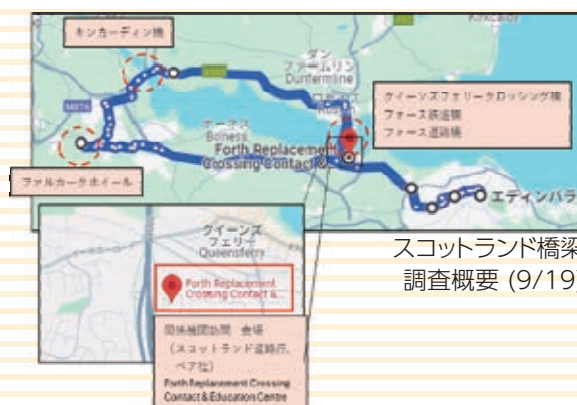 キンカーディン橋
Kirkcaldy
ダン
ファームリン
Dunfermline
M876
クイーンズフェリークロッシング橋
フォース鉄道橋
フォース道路橋
ボーネス
Boness
Forth Replacement
Crossing Contact &...
ファルカークホイール
エディンバラ
クイーンズ
フェリー
Queensferry
Forth Replacement
Crossing Contact &...
スコットランド橋梁
調査概要 (9/19)
関係機関訪問 会場
(スコットランド道路庁、
ベア社)
Forth Replacement Crossing
Contact & Education Centre